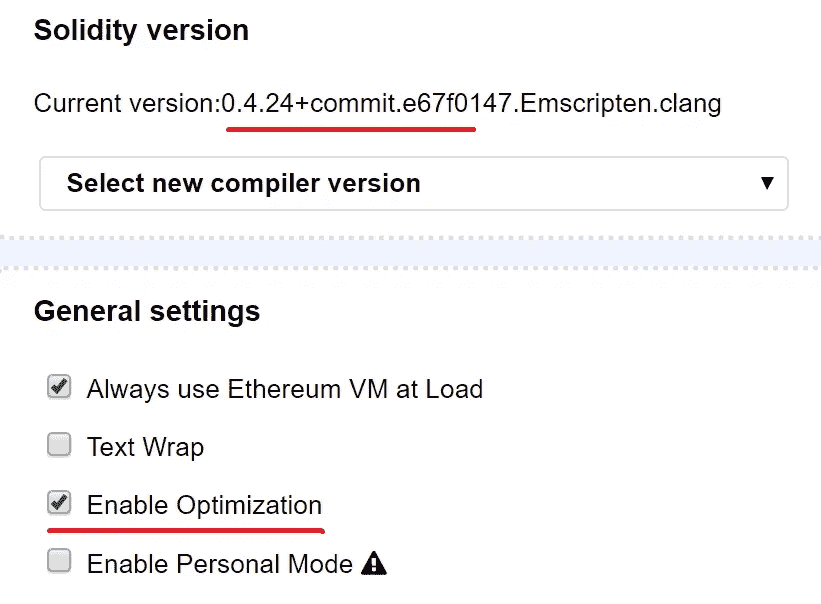 Solidity version
Current version:0.4.24+commit.e67f0147.Emscripten.clang
Select new compiler version
General settings
Always use Ethereum VM at Load
Text Wrap
Enable Optimization
Enable Personal Mode